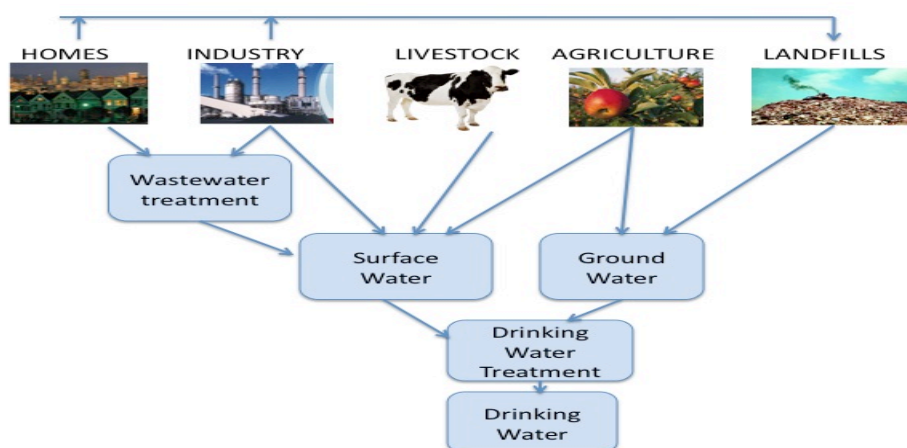 HOMES
INDUSTRY
LIVESTOCK
AGRICULTURE
LANDFILLS
Wastewater
treatment
Surface
Water
Ground
Water
Drinking
Water
Treatment
Drinking
Water